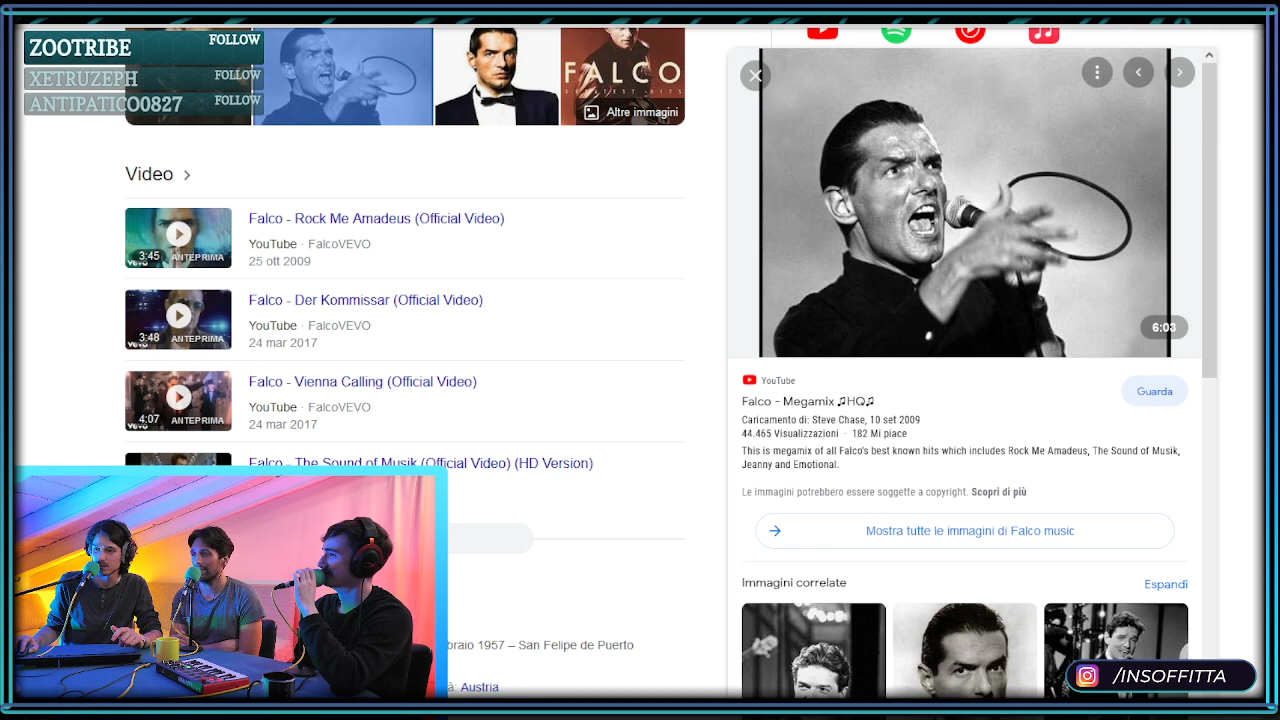 ZOOTRIBE FOLLOW
XETRUZEPH FOLLOW
ANTIPATICO0827 FOLLOW
FALCO
GREATEST HITS
Altre immagini
Video
Falco - Rock Me Amadeus (Official Video)
YouTube · FalcoVEVO
25 ott 2009
3:45 ANTEPRIMA
vevo
Falco - Der Kommissar (Official Video)
YouTube · FalcoVEVO
24 mar 2017
3:48 ANTEPRIMA
vevo
Falco - Vienna Calling (Official Video)
YouTube · FalcoVEVO
24 mar 2017
4:07 ANTEPRIMA
vevo
Falco - The Sound of Musik (Official Video) (HD Version)
braio 1957 – San Felipe de Puerto
à: Austria
6:03
YouTube
Guarda
Falco - Megamix ♫HQ♫
Caricamento di: Steve Chase, 10 set 2009
44.465 Visualizzazioni · 182 Mi piace
This is megamix of all Falco's best known hits which includes Rock Me Amadeus, The Sound of Musik,
Jeanny and Emotional.
Le immagini potrebbero essere soggette a copyright. Scopri di più
Mostra tutte le immagini di Falco music
Immagini correlate
Espandi
/INSOFFITTA